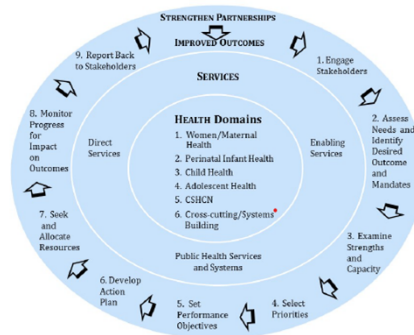 STRENGTHEN PARTNERSHIPS
IMPROVED OUTCOMES
9. Report Back
to Stakeholders
1. Engage
Stakeholders
SERVICES
8. Monitor
Progress
for
Impact
on
Outcomes
Direct
Services
HEALTH DOMAINS
1. Women/Maternal
Health
2. Perinatal Infant Health
3. Child Health
4. Adolescent Health
5. CSHCN
6. Cross-cutting/Systems
Building
Enabling
Services
2. Assess
Needs and
Identify
Desired
Outcome
and
Mandates
7. Seek
and
Allocate
Resources
Public Health Services
and Systems
3. Examine
Strengths
and
Capacity
6. Develop
Action
Plan
5. Set
Performance
Objectives
4. Select
Priorities